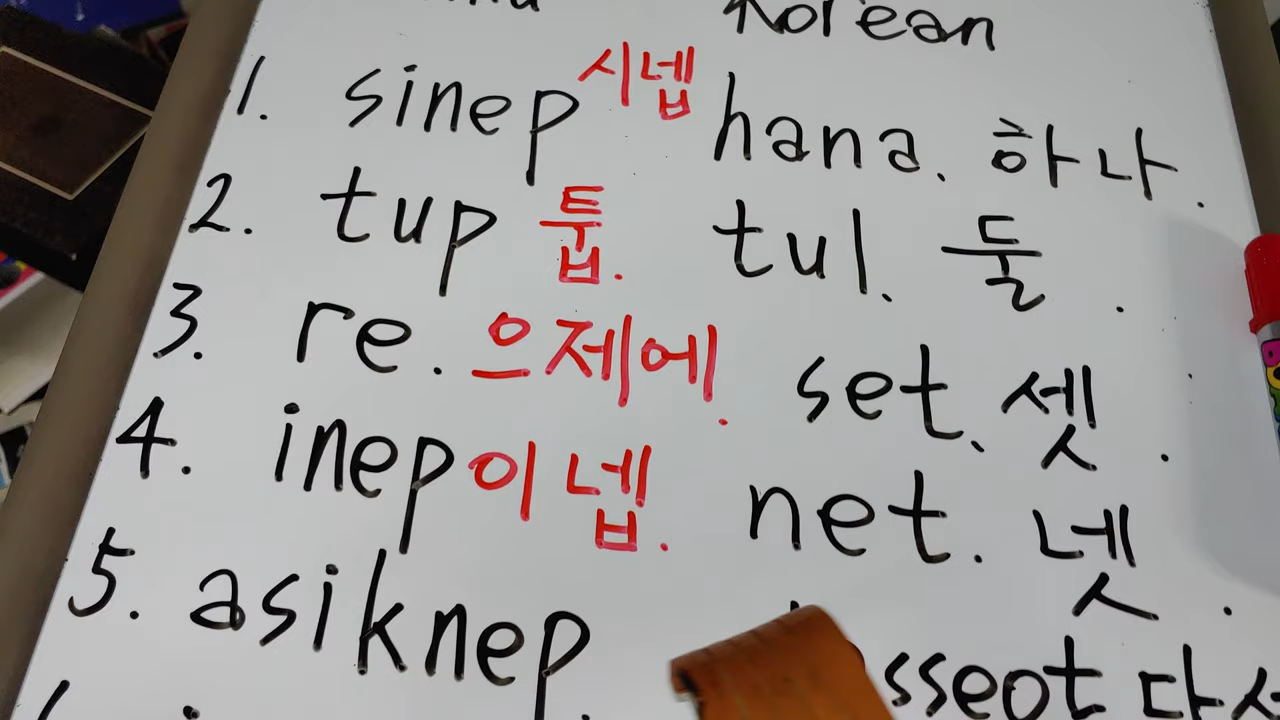 Korean
1. sinep 시넵 hana. 하나.
2. tup 툽. tul. 둘.
3. re. 으제에. set. 셋.
4. inep 이넵. net. 넷.
5. asiknep.